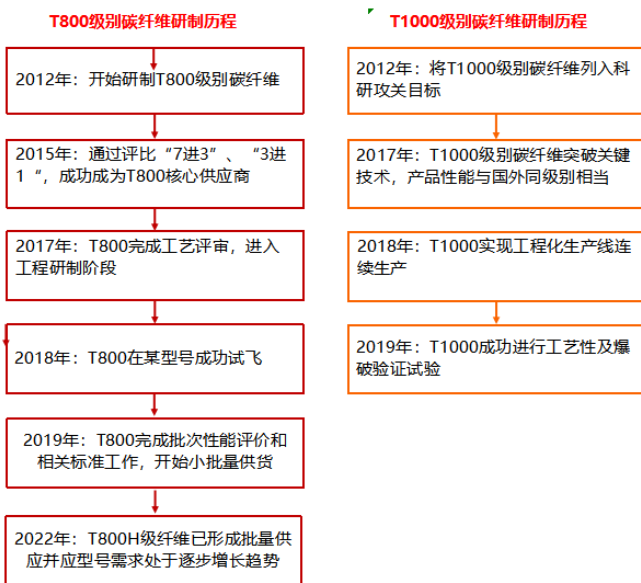 T800级别碳纤维研制历程
2012年：开始研制T800级别碳纤维
2015年：通过评比“7进3”、“3进
1“，成功成为T800核心供应商
2017年：T800完成工艺评审，进入
工程研制阶段
2018年：T800在某型号成功试飞
2019年：T800完成批次性能评价和
相关标准工作，开始小批量供货
2022年：T800H级纤维已形成批量供
应并应型号需求处于逐步增长趋势
T1000级别碳纤维研制历程
2012年：将T1000级别碳纤维列入科
研攻关目标
2017年：T1000级别碳纤维突破关键
技术，产品性能与国外同级别相当
2018年：T1000实现工程化生产线连
续生产
2019年：T1000成功进行工艺性及爆
破验证试验